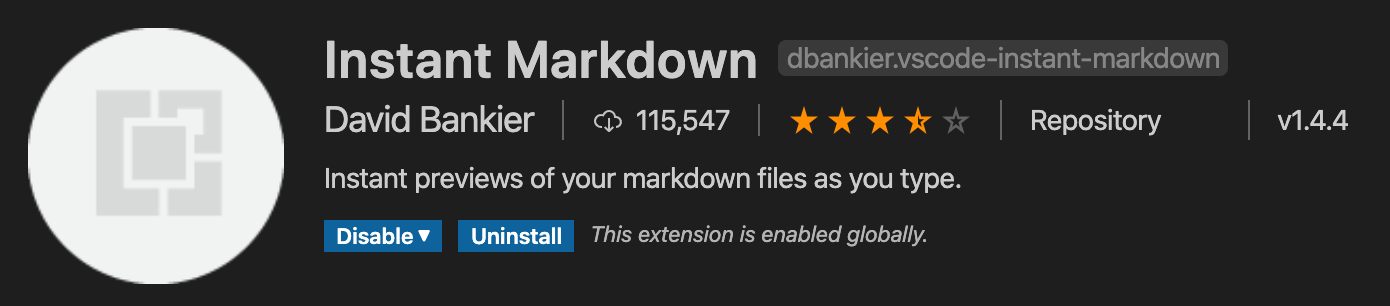 Instant Markdown dbankier.vscode-instant-markdown
David Bankier 115,547 Repository v1.4.4
Instant previews of your markdown files as you type.
Disable Uninstall This extension is enabled globally.